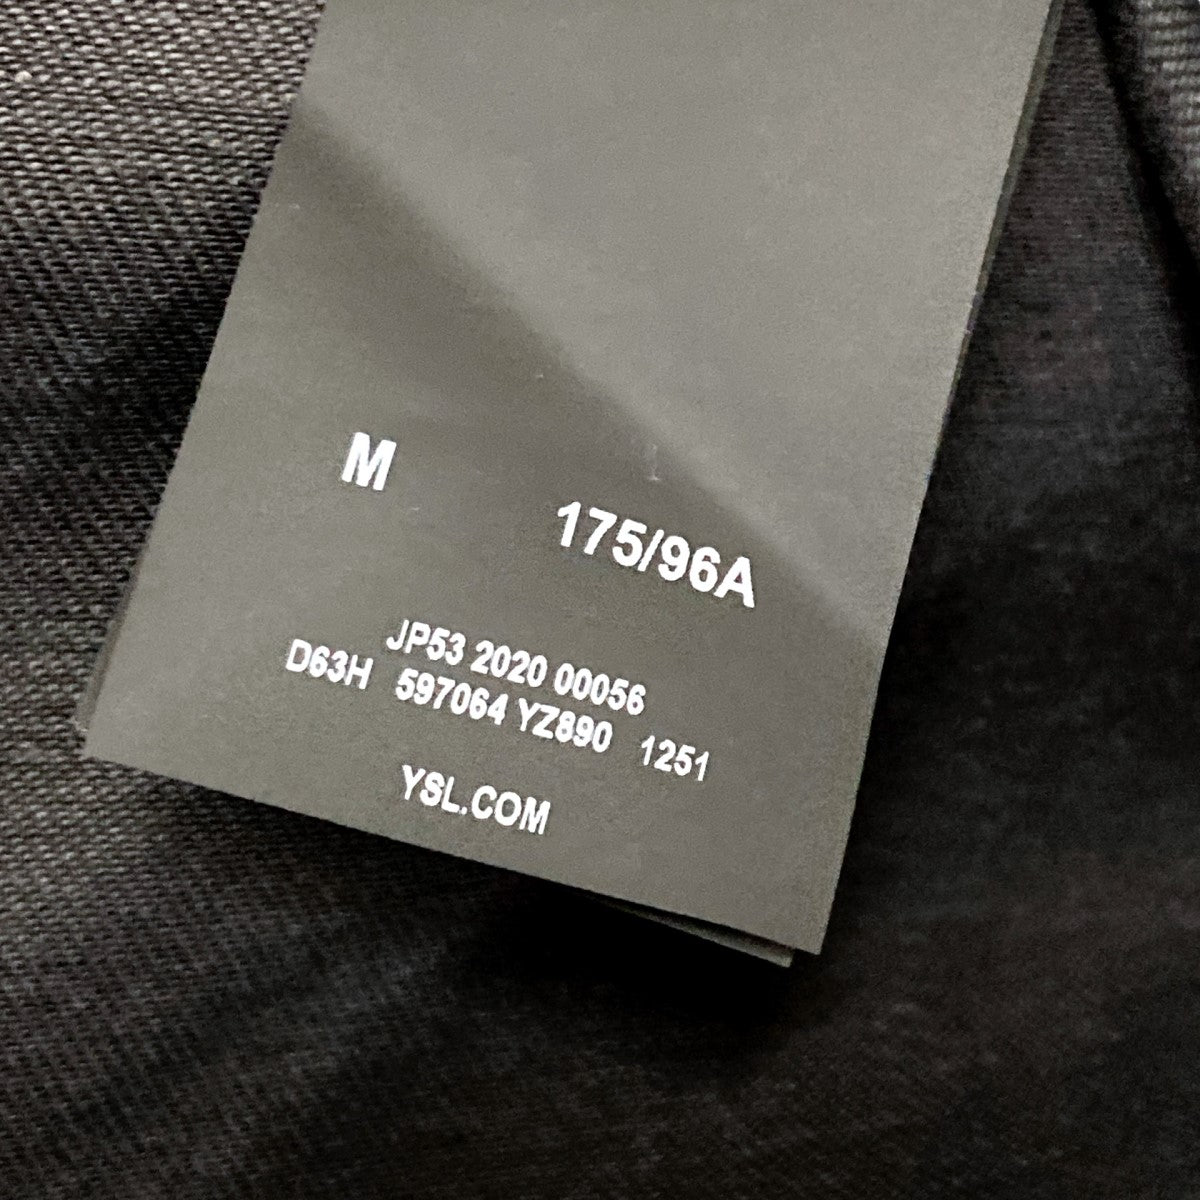 M
175/96A
JP53 2020 00056
D63H 597064 YZ890 1251
YSL.COM